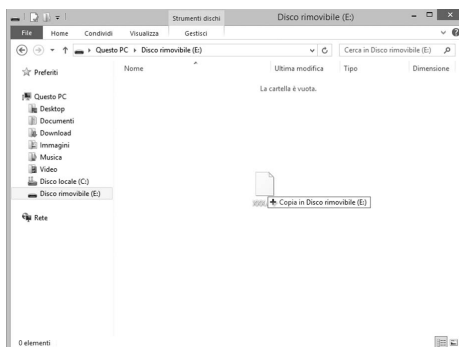 Strumenti dischi
Disco rimovibile (E:)
File Home Condividi Visualizza Gestisci
Questo PC Disco rimovibile (E:)
Cerca in Disco rimovibile (E:)
Nome Ultima modifica Tipo Dimensione
La cartella è vuota.
Preferiti
Questo PC
Desktop
Documenti
Download
Immagini
Musica
Video
Disco locale (C:)
Disco rimovibile (E:)
Rete
Copia in Disco rimovibile (E:)
0 elementi